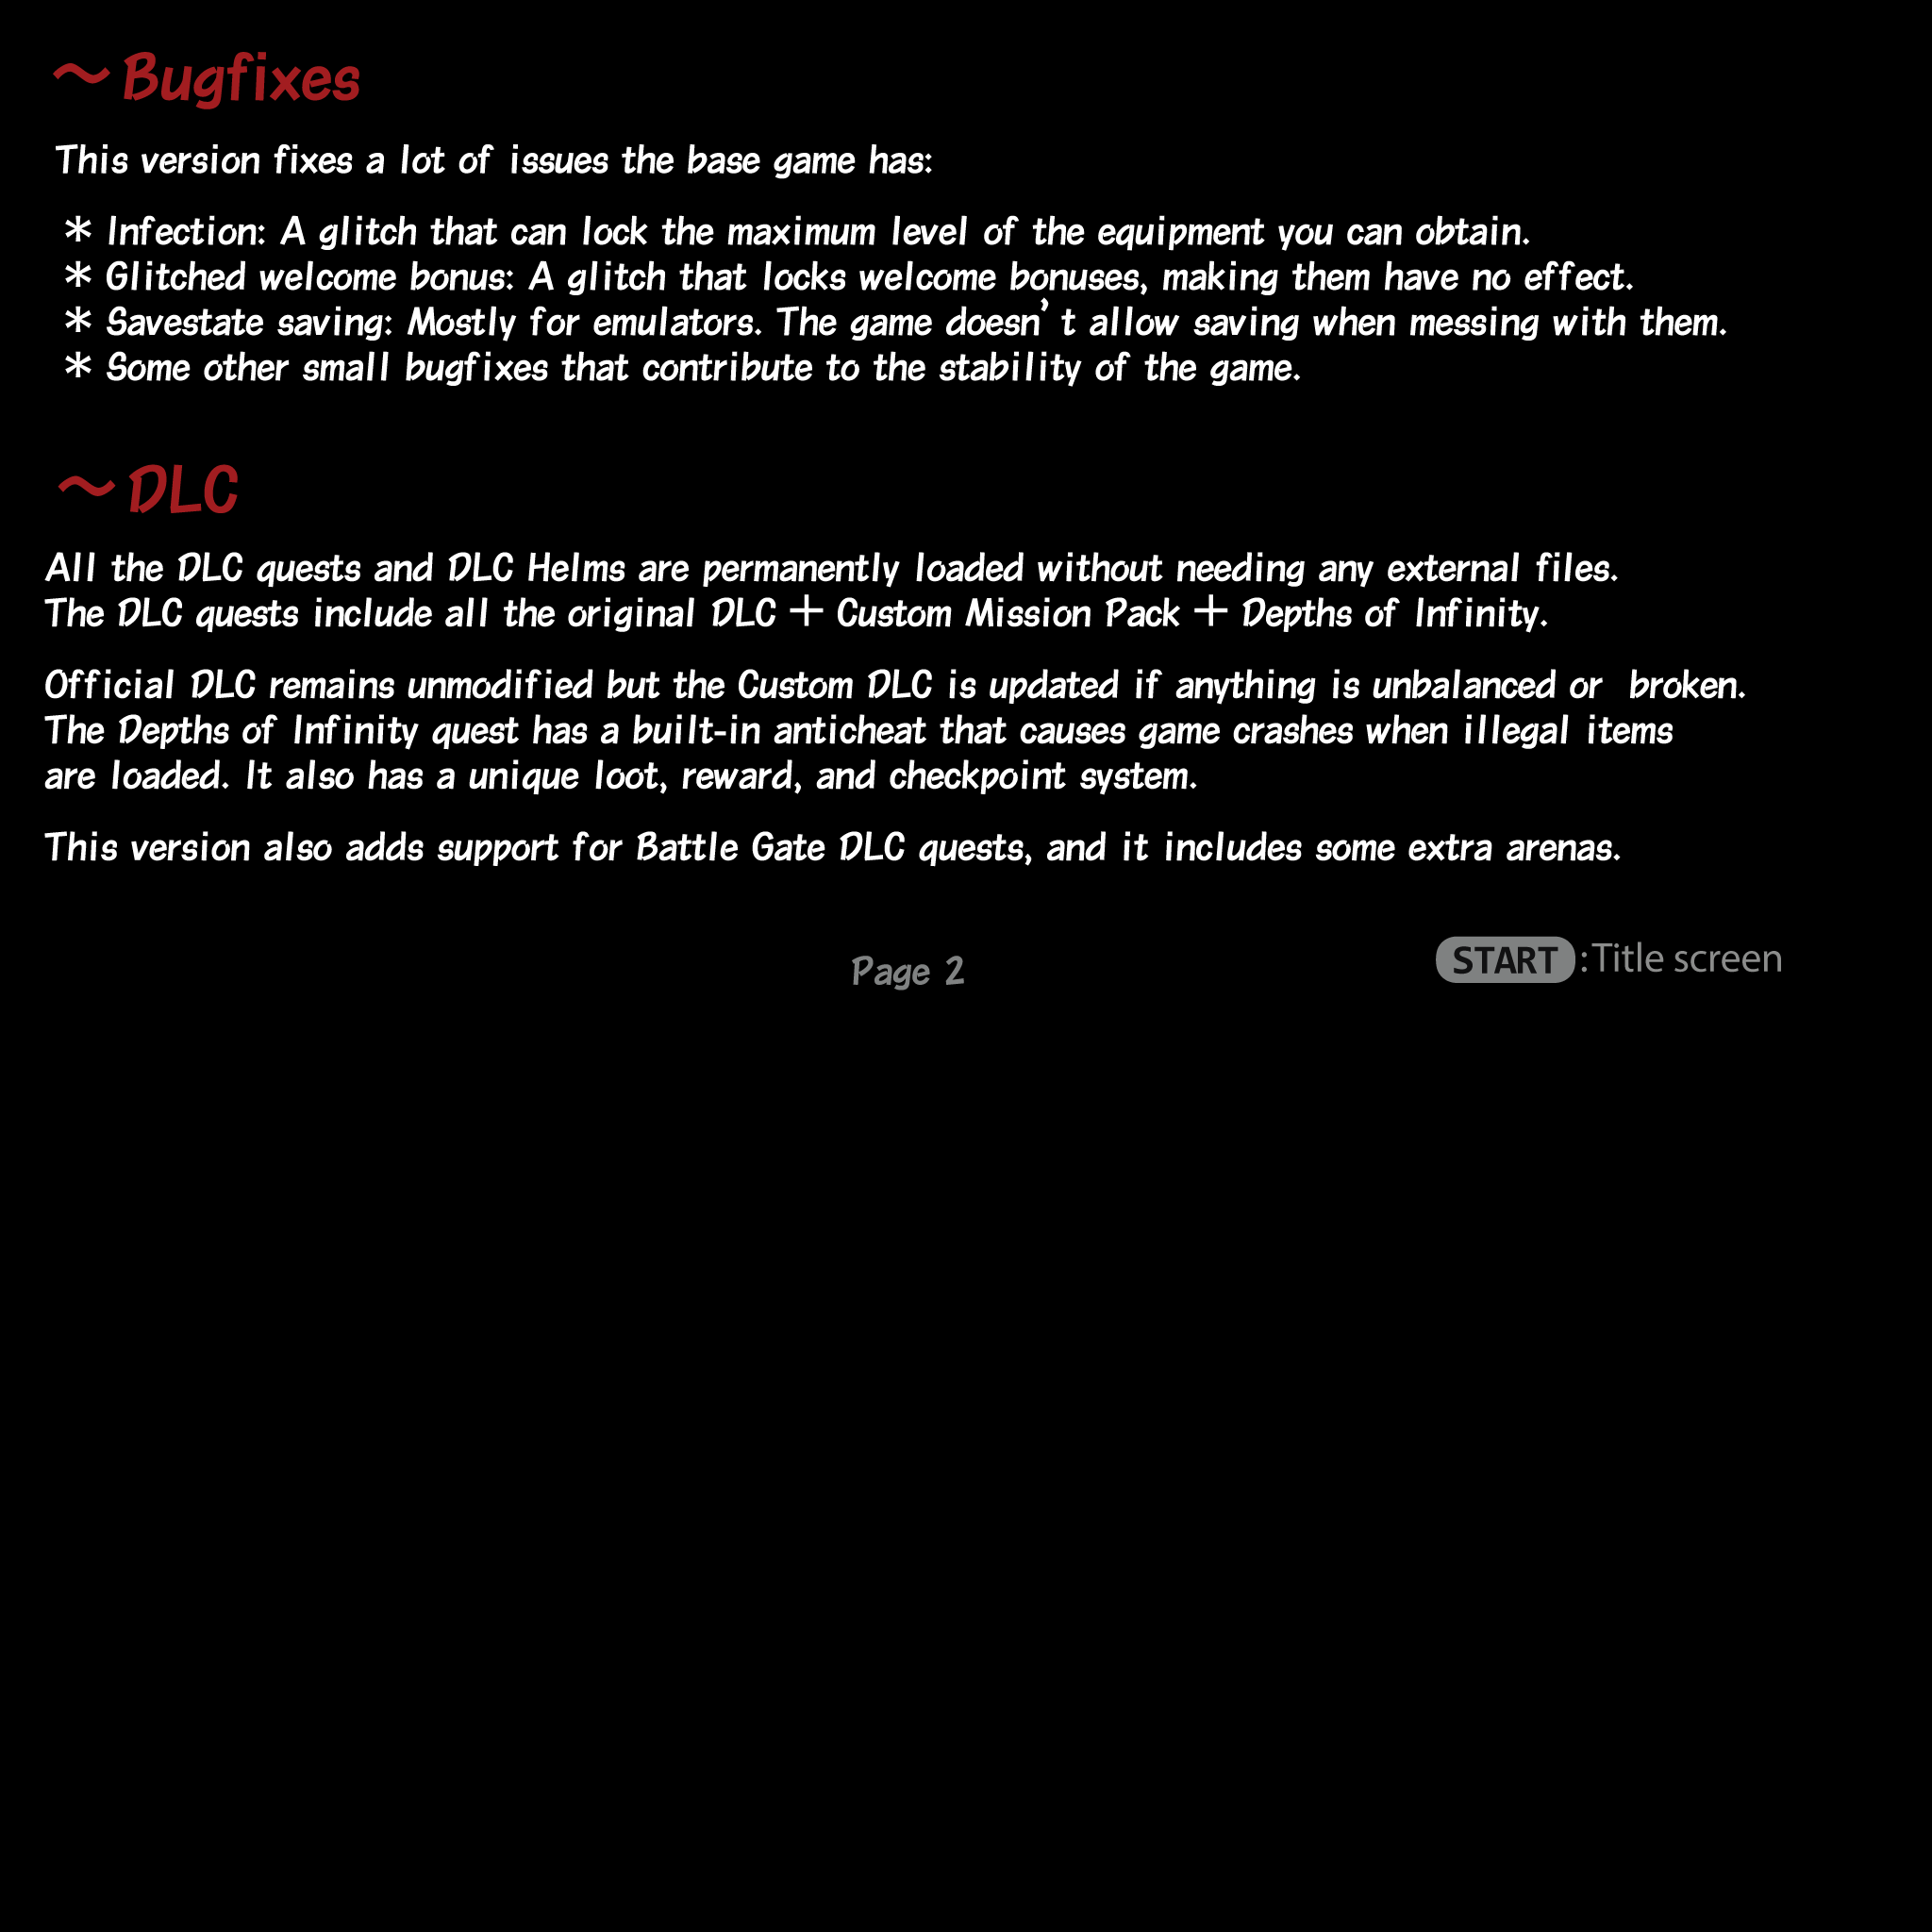 ～Bugfixes
This version fixes a lot of issues the base game has:
* Infection: A glitch that can lock the maximum level of the equipment you can obtain.
* Glitched welcome bonus: A glitch that locks welcome bonuses, making them have no effect.
* Savestate saving: Mostly for emulators. The game doesn't allow saving when messing with them.
* Some other small bugfixes that contribute to the stability of the game.
～DLC
All the DLC quests and DLC Helms are permanently loaded without needing any external files.
The DLC quests include all the original DLC + Custom Mission Pack + Depths of Infinity.
Official DLC remains unmodified but the Custom DLC is updated if anything is unbalanced or broken.
The Depths of Infinity quest has a built-in anticheat that causes game crashes when illegal items
are loaded. It also has a unique loot, reward, and checkpoint system.
This version also adds support for Battle Gate DLC quests, and it includes some extra arenas.
Page 2
START :Title screen